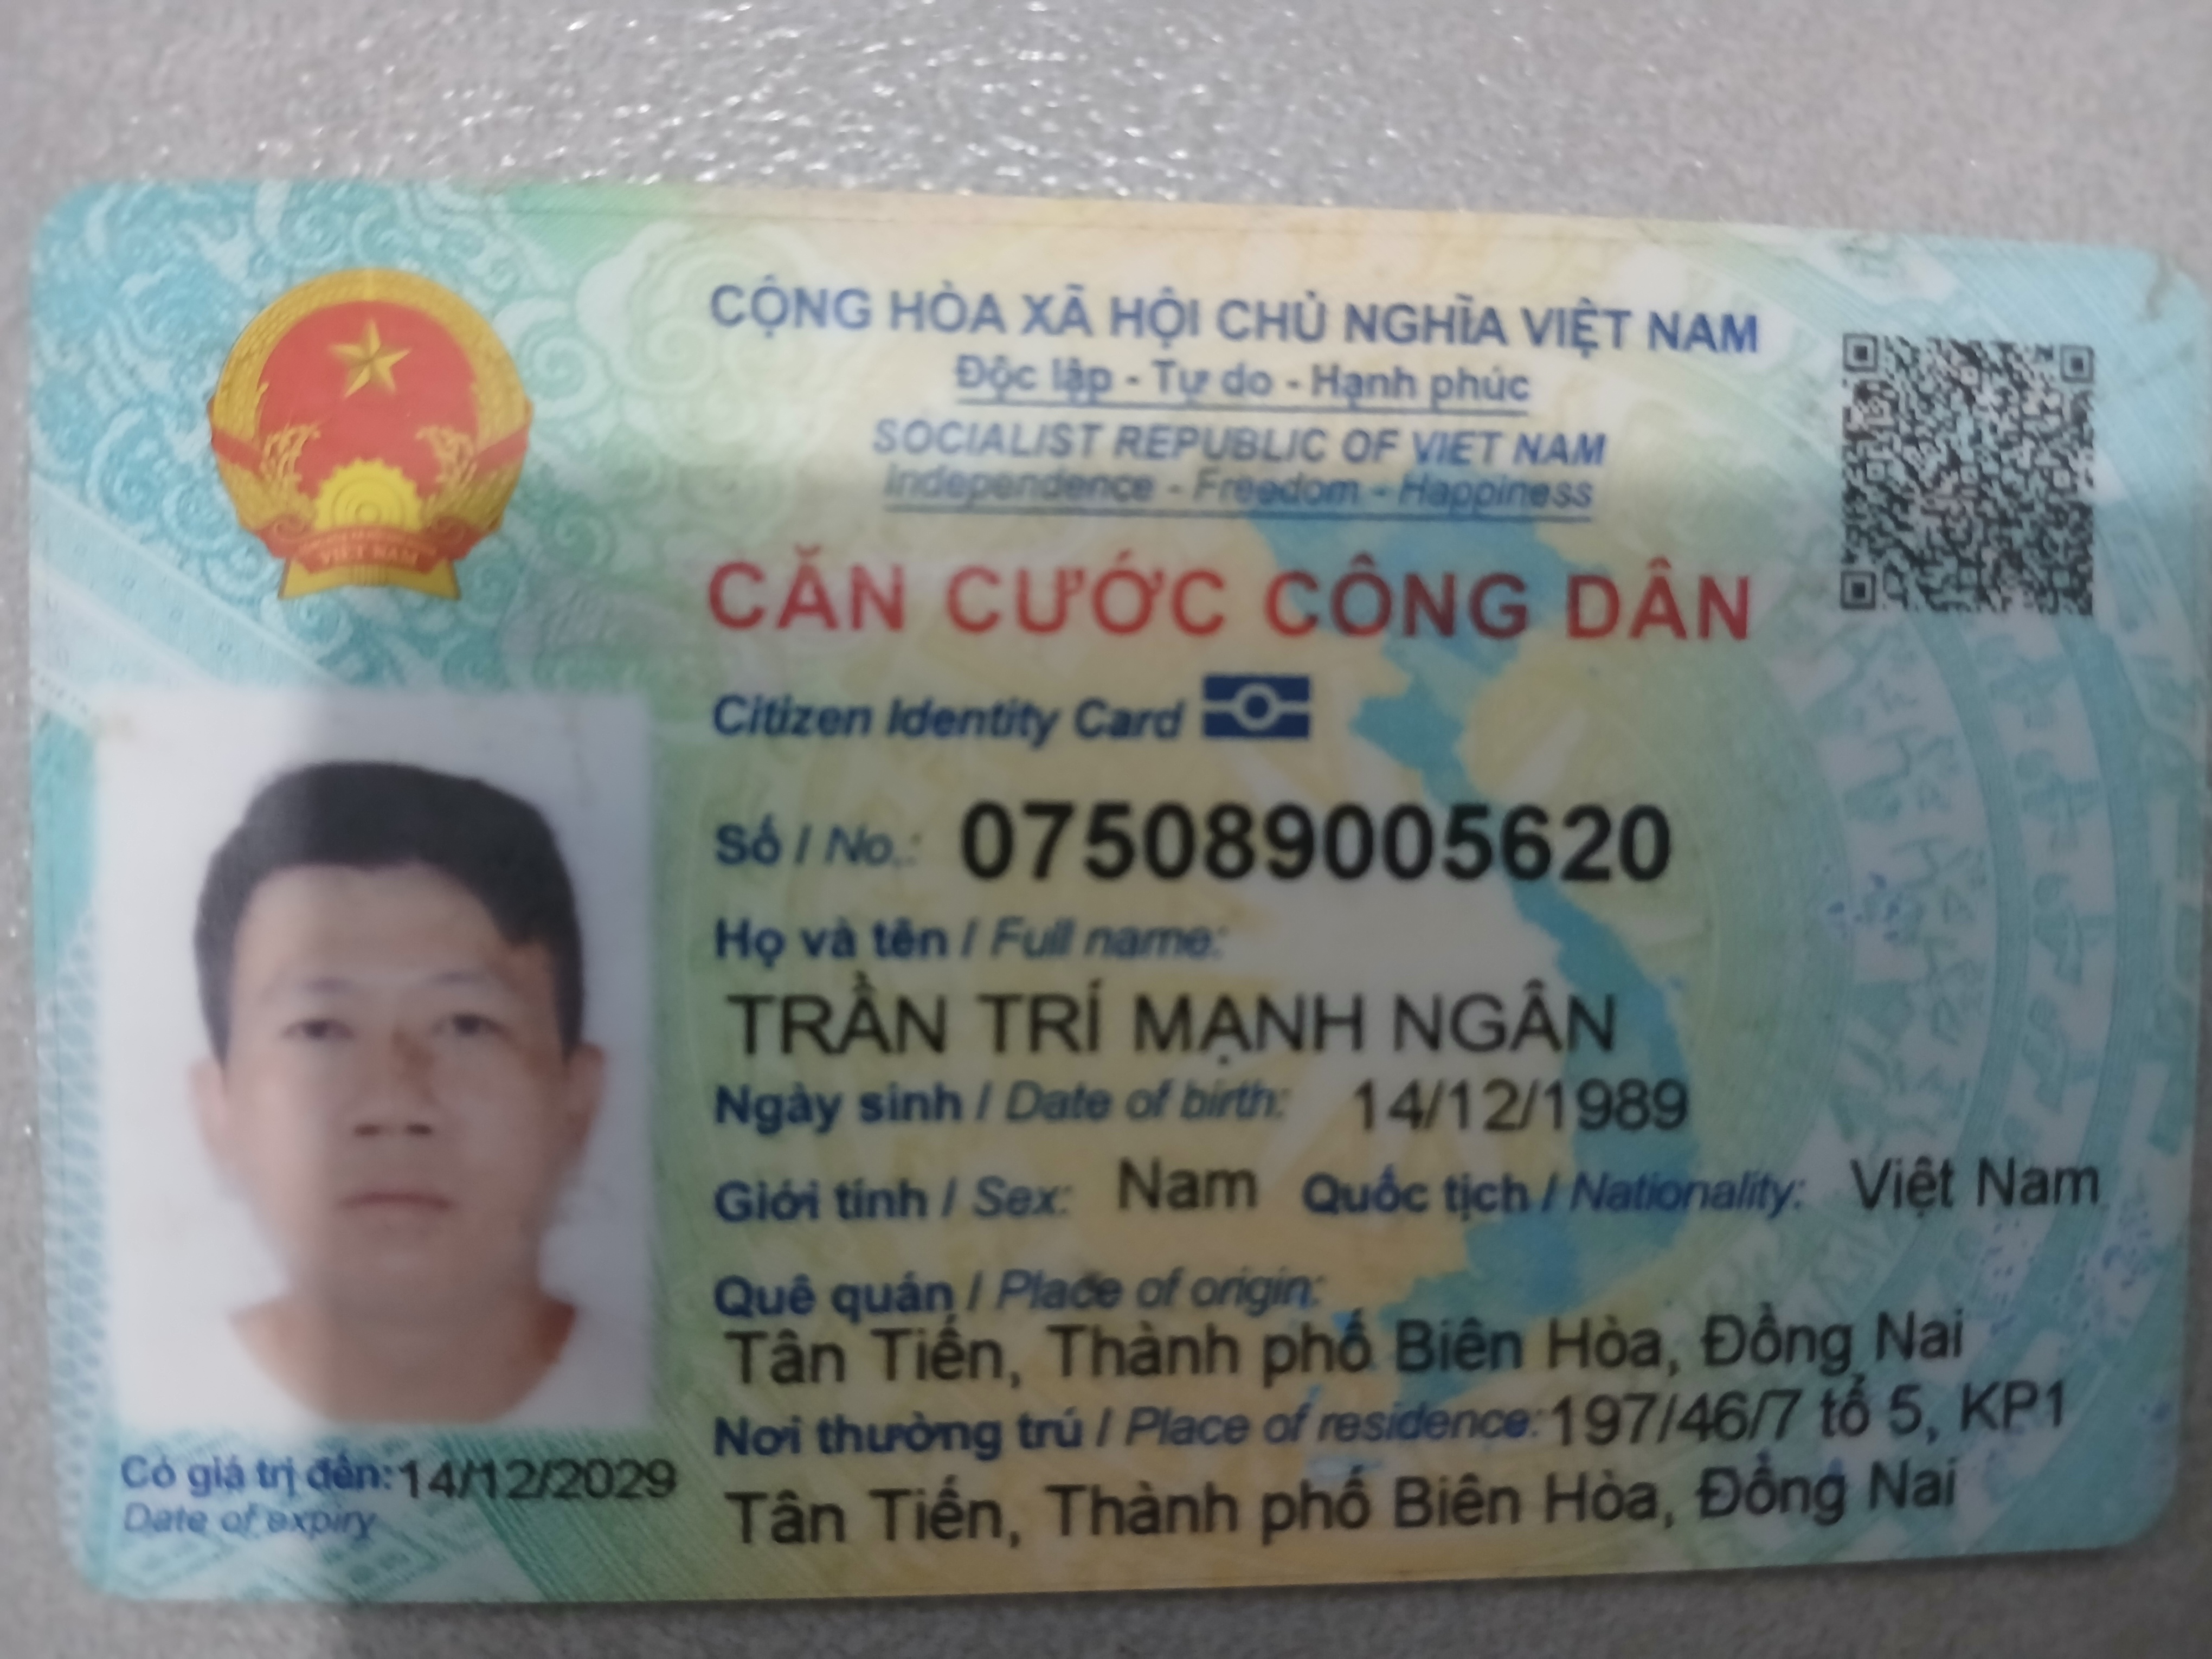 CỘNG HÒA XÃ HỘI CHỦ NGHĨA VIỆT NAM
Độc lập - Tự do - Hạnh phúc
SOCIALIST REPUBLIC OF VIET NAM
Independence - Freedom - Happiness
VIỆT NAM
CĂN CƯỚC CÔNG DÂN
Citizen Identity Card
Số / No.: 075089005620
Họ và tên / Full name:
TRẦN TRÍ MẠNH NGÂN
Ngày sinh / Date of birth: 14/12/1989
Giới tính / Sex: Nam Quốc tịch / Nationality: Việt Nam
Quê quán / Place of origin:
Tân Tiến, Thành phố Biên Hòa, Đồng Nai
Nơi thường trú / Place of residence: 197/46/7 tổ 5, KP1
Tân Tiến, Thành phố Biên Hòa, Đồng Nai
Có giá trị đến: 14/12/2029
Date of expiry